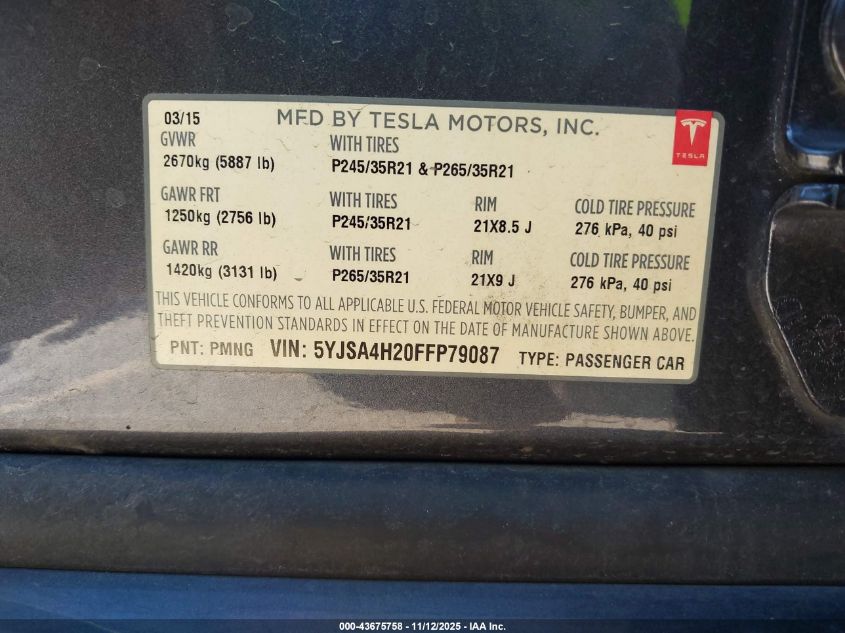 03/15 MFD BY TESLA MOTORS, INC.
TESLA
GVWR WITH TIRES
2670kg (5887 lb) P245/35R21 & P265/35R21
GAWR FRT WITH TIRES RIM COLD TIRE PRESSURE
1250kg (2756 lb) P245/35R21 21X8.5 J 276 kPa, 40 psi
GAWR RR WITH TIRES RIM COLD TIRE PRESSURE
1420kg (3131 lb) P265/35R21 21X9 J 276 kPa, 40 psi
THIS VEHICLE CONFORMS TO ALL APPLICABLE U.S. FEDERAL MOTOR VEHICLE SAFETY, BUMPER, AND
THEFT PREVENTION STANDARDS IN EFFECT ON THE DATE OF MANUFACTURE SHOWN ABOVE.
PNT: PMNG VIN: 5YJSA4H20FFP79087 TYPE: PASSENGER CAR
000-43675758 - 11/12/2025 - IAA Inc.